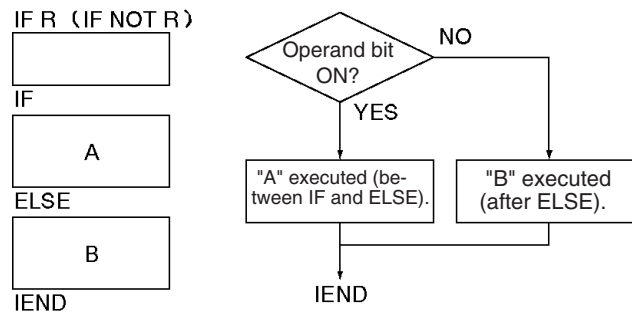 IF R (IF NOT R)
IF
A
ELSE
B
IEND
Operand bit
ON?
NO
YES
"A" executed (be-
tween IF and ELSE).
"B" executed
(after ELSE).
IEND